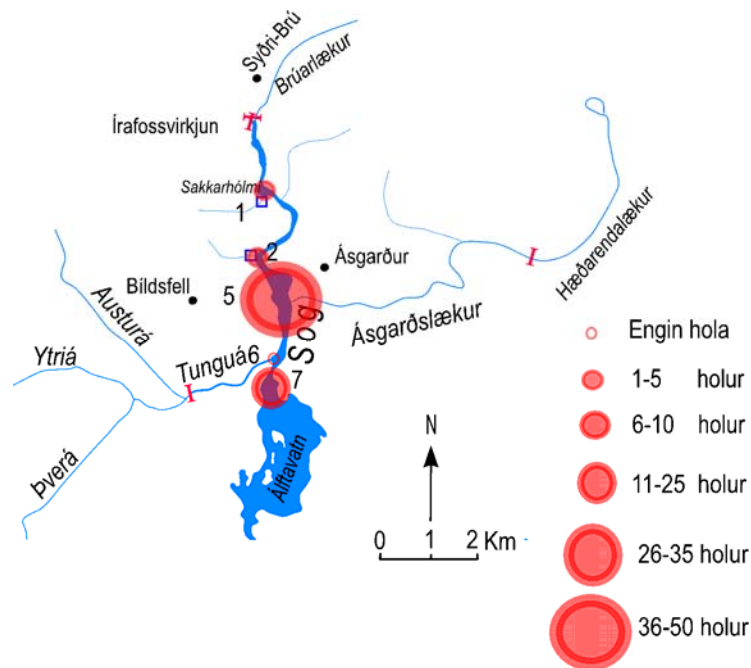 Syðri-Brú
Brúarlækur
Írafossvirkjun
Sakkarhólmi
1
2
Ásgarður
Hæðarendalækur
Bíldsfell
5
Ásgarðslækur
Sog
Austurá
Ytriá
Tunguá
6
7
Þverá
Álftavatn
N
0 1 2 Km
Engin hola
1-5 holur
6-10 holur
11-25 holur
26-35 holur
36-50 holur